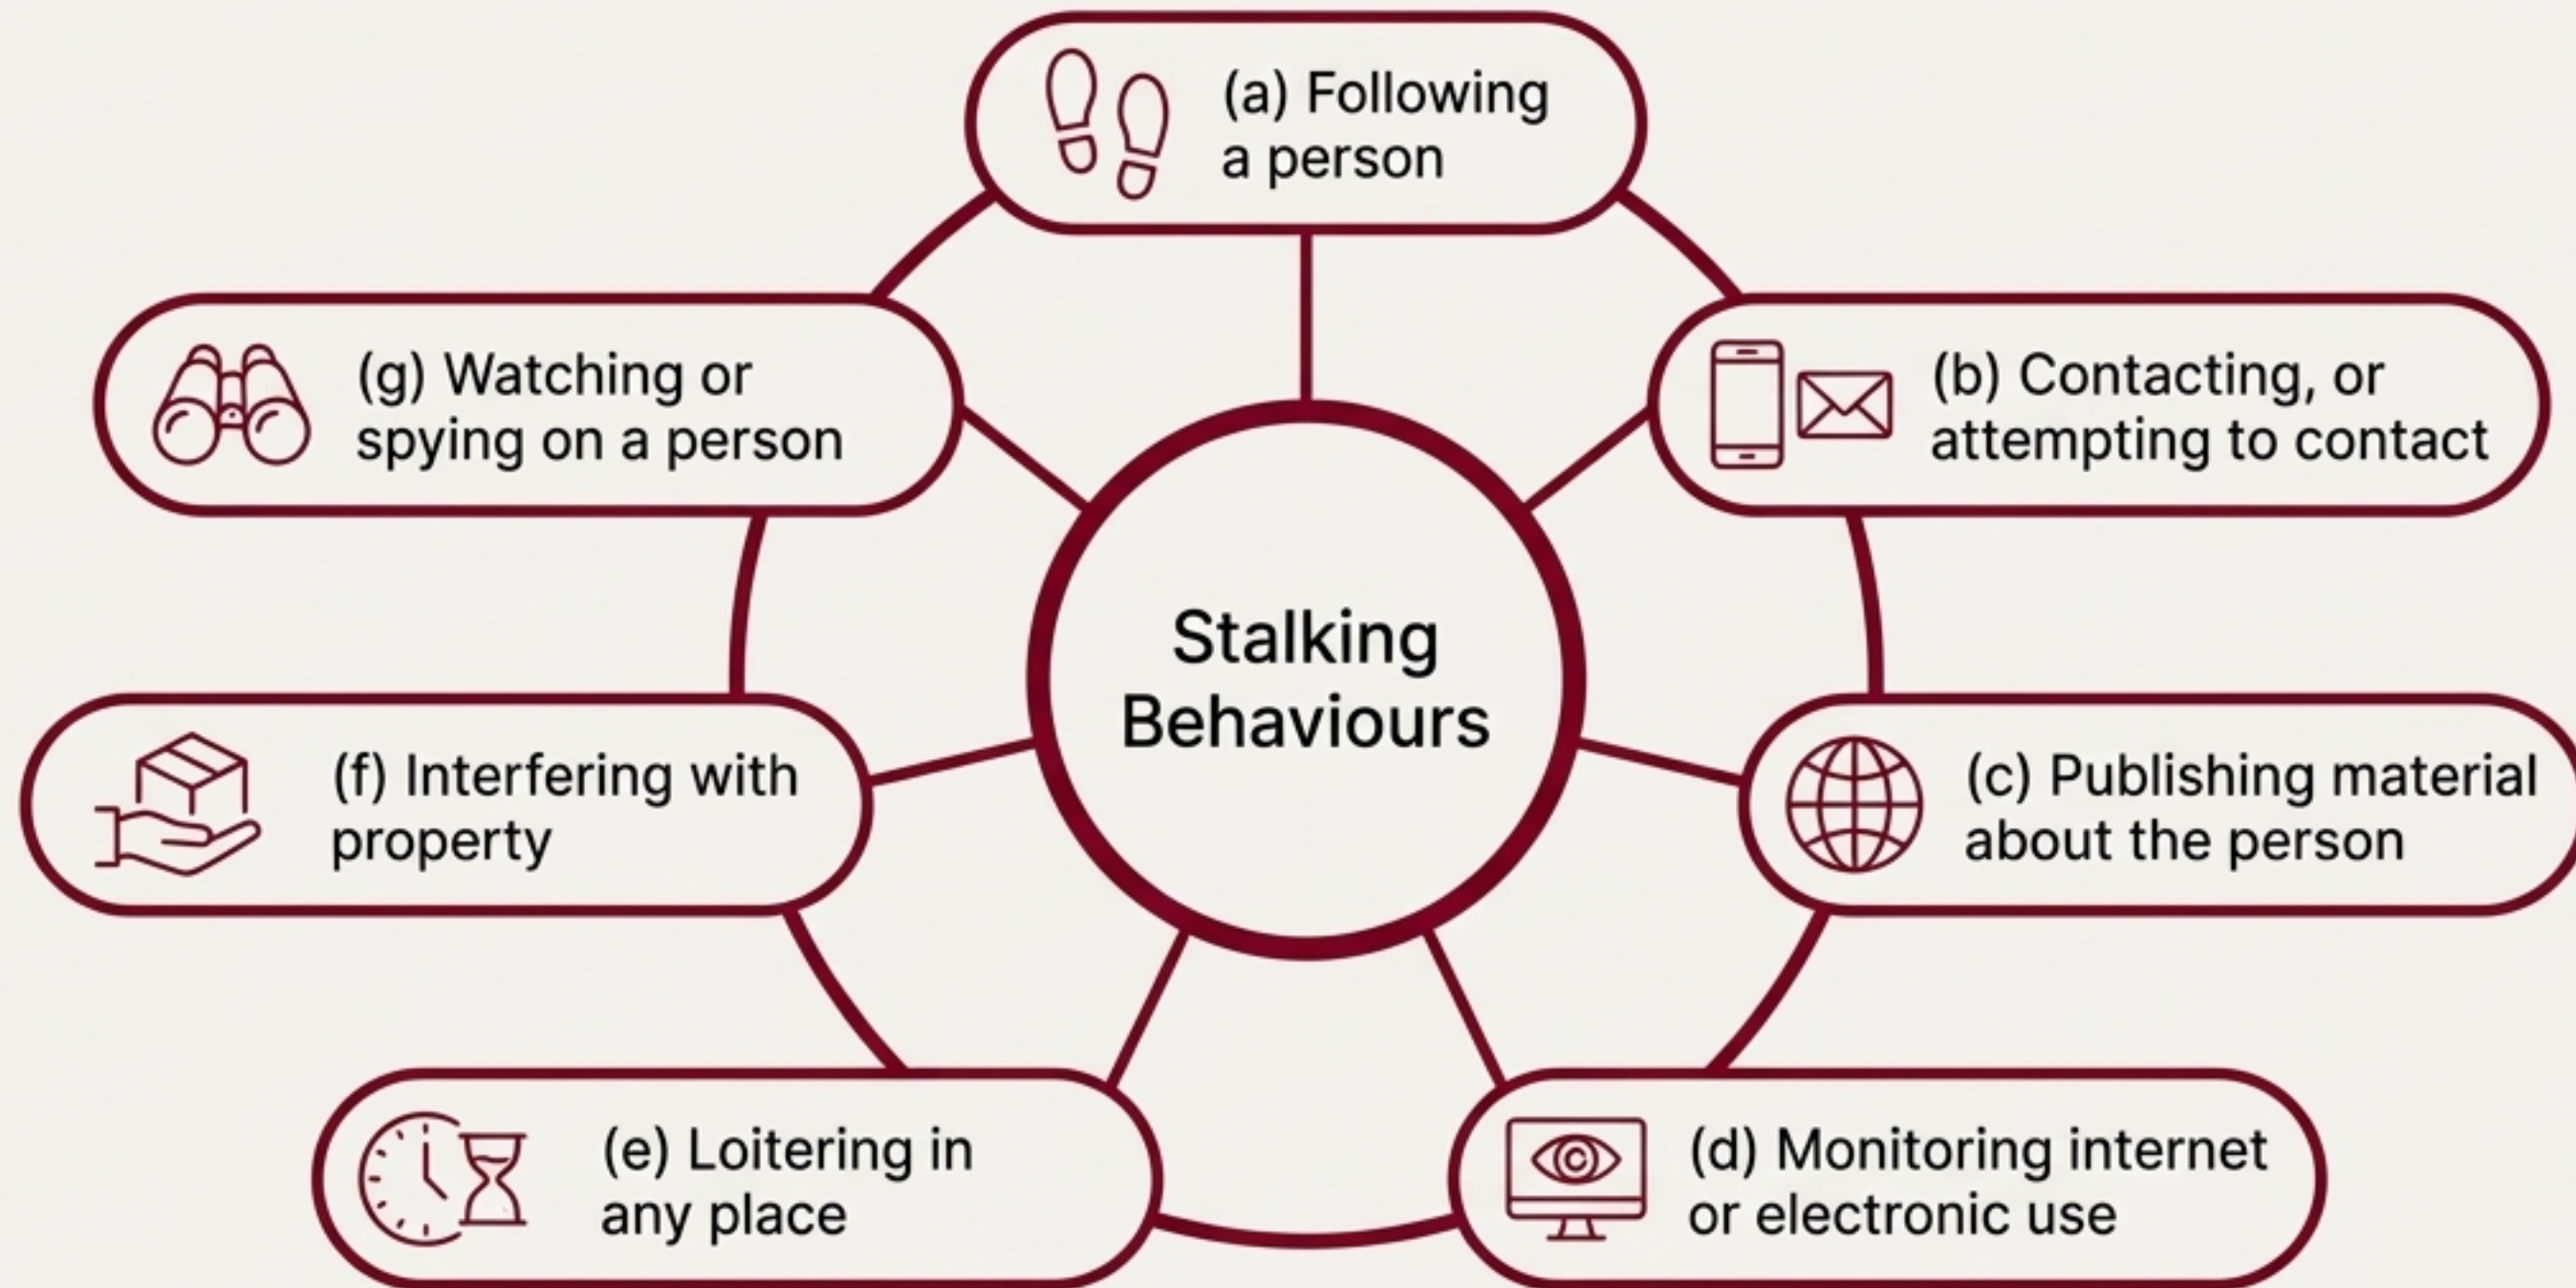 (a) Following
a person
(b) Contacting, or
attempting to contact
(c) Publishing material
about the person
(d) Monitoring internet
or electronic use
(e) Loitering in
any place
(f) Interfering with
property
(g) Watching or
spying on a person
Stalking
Behaviours